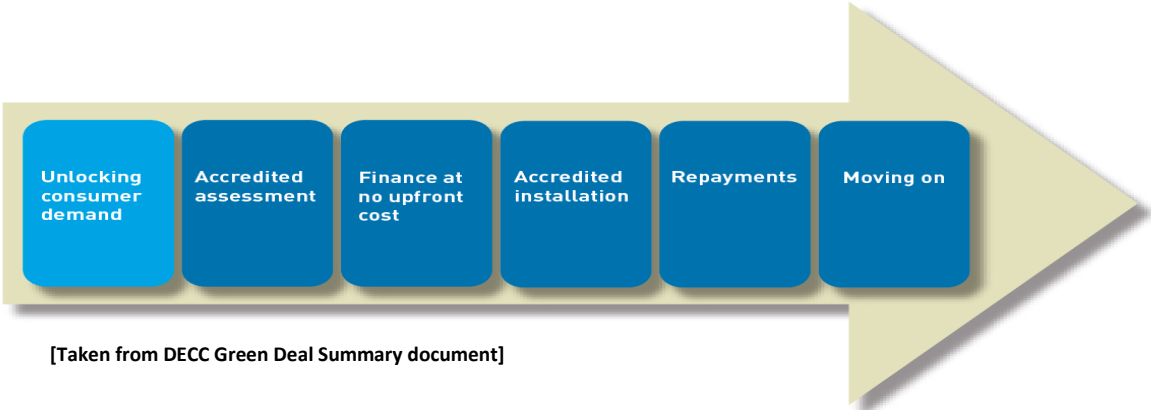 Unlocking
consumer
demand
Accredited
assessment
Finance at
no upfront
cost
Accredited
installation
Repayments
Moving on
[Taken from DECC Green Deal Summary document]